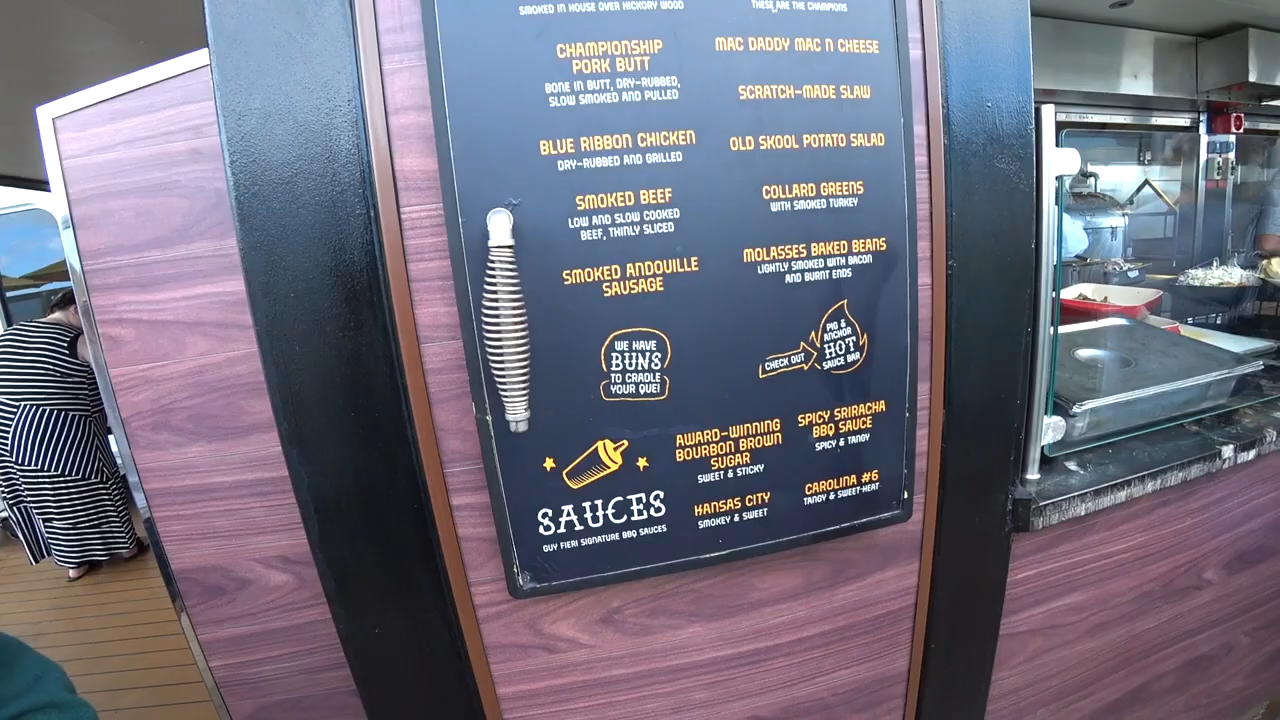 SMOKED IN HOUSE OVER HICKORY WOOD
CHAMPIONSHIP
PORK BUTT
BONE IN BUTT, DRY-RUBBED,
SLOW SMOKED AND PULLED
BLUE RIBBON CHICKEN
DRY-RUBBED AND GRILLED
SMOKED BEEF
LOW AND SLOW COOKED
BEEF, THINLY SLICED
SMOKED ANDOUILLE
SAUSAGE
WE HAVE
BUNS
TO CRADLE
YOUR QUE!
THESE ARE THE CHAMPIONS
MAC DADDY MAC N CHEESE
SCRATCH-MADE SLAW
OLD SKOOL POTATO SALAD
COLLARD GREENS
WITH SMOKED TURKEY
MOLASSES BAKED BEANS
LIGHTLY SMOKED WITH BACON
AND BURNT ENDS
CHECK OUT
PIG &
ANCHOR
HOT
SAUCE BAR
SAUCES
GUY FIERI SIGNATURE BBQ SAUCES
AWARD-WINNING
BOURBON BROWN
SUGAR
SWEET & STICKY
KANSAS CITY
SMOKEY & SWEET
SPICY SRIRACHA
BBQ SAUCE
SPICY & TANGY
CAROLINA #6
TANGY & SWEET-HEAT